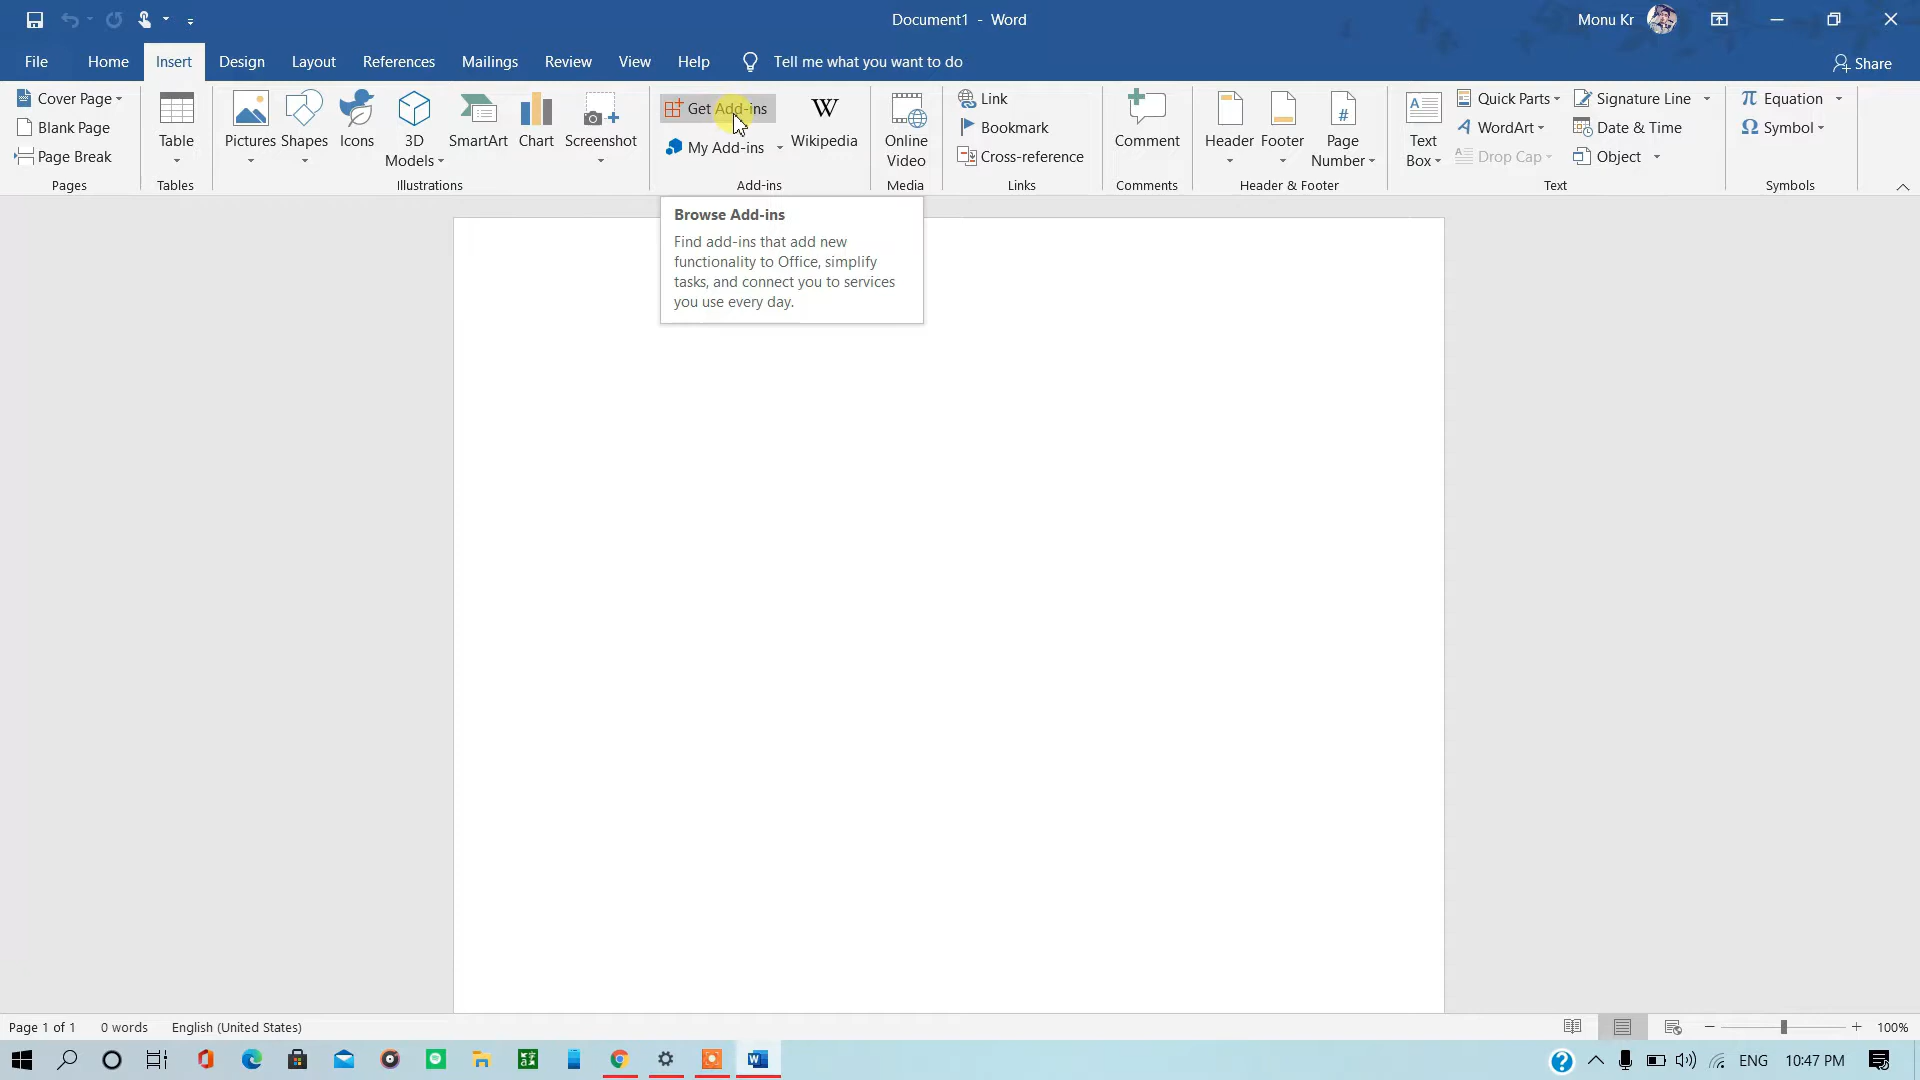 Document1 - Word
Monu Kr
File Home Insert Design Layout References Mailings Review View Help Tell me what you want to do
Share
Cover Page
Blank Page
Page Break
Pages
Table
Tables
Pictures Shapes Icons 3D Models SmartArt Chart Screenshot
Illustrations
Get Add-ins
My Add-ins
W
Wikipedia
Add-ins
Online Video
Media
Link
Bookmark
Cross-reference
Links
Comment
Comments
Header Footer Page Number
#
Header & Footer
Text Box
Quick Parts
WordArt
Drop Cap
Signature Line
Date & Time
Object
Text
π Equation
Ω Symbol
Symbols
Browse Add-ins
Find add-ins that add new
functionality to Office, simplify
tasks, and connect you to services
you use every day.
Page 1 of 1 0 words English (United States)
100%
ENG 10:47 PM